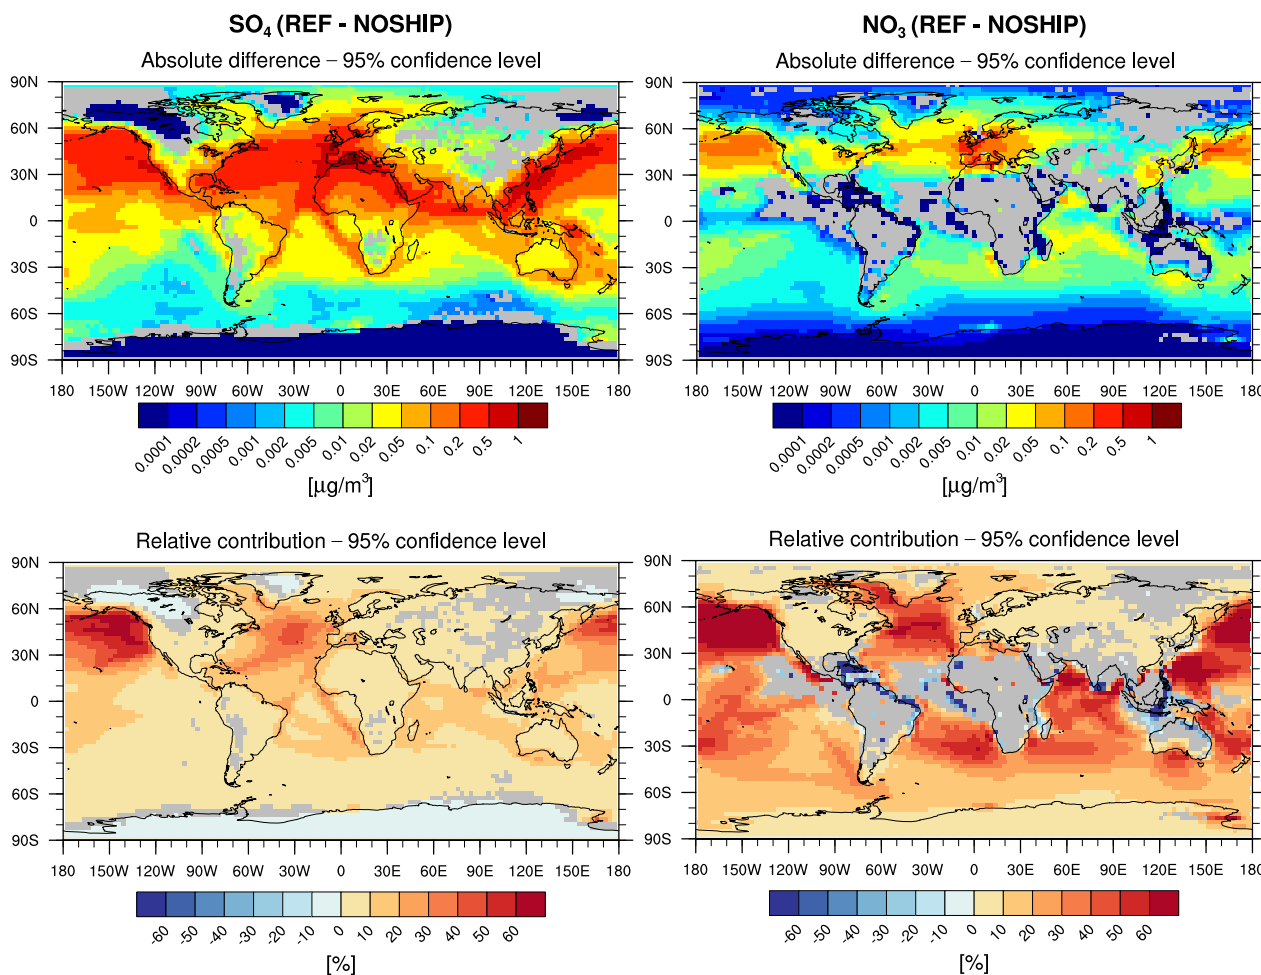 SO₄ (REF - NOSHIP)
Absolute difference – 95% confidence level
90N
60N
30N
0
30S
60S
90S
180 150W 120W 90W 60W 30W 0 30E 60E 90E 120E 150E 180
0.0001 0.0002 0.0005 0.001 0.002 0.005 0.01 0.02 0.05 0.1 0.2 0.5 1
[μg/m³]
NO₃ (REF - NOSHIP)
Absolute difference – 95% confidence level
90N
60N
30N
0
30S
60S
90S
180 150W 120W 90W 60W 30W 0 30E 60E 90E 120E 150E 180
0.0001 0.0002 0.0005 0.001 0.002 0.005 0.01 0.02 0.05 0.1 0.2 0.5 1
[μg/m³]
Relative contribution – 95% confidence level
90N
60N
30N
0
30S
60S
90S
180 150W 120W 90W 60W 30W 0 30E 60E 90E 120E 150E 180
-60 -50 -40 -30 -20 -10 0 10 20 30 40 50 60
[%]
Relative contribution – 95% confidence level
90N
60N
30N
0
30S
60S
90S
180 150W 120W 90W 60W 30W 0 30E 60E 90E 120E 150E 180
-60 -50 -40 -30 -20 -10 0 10 20 30 40 50 60
[%]